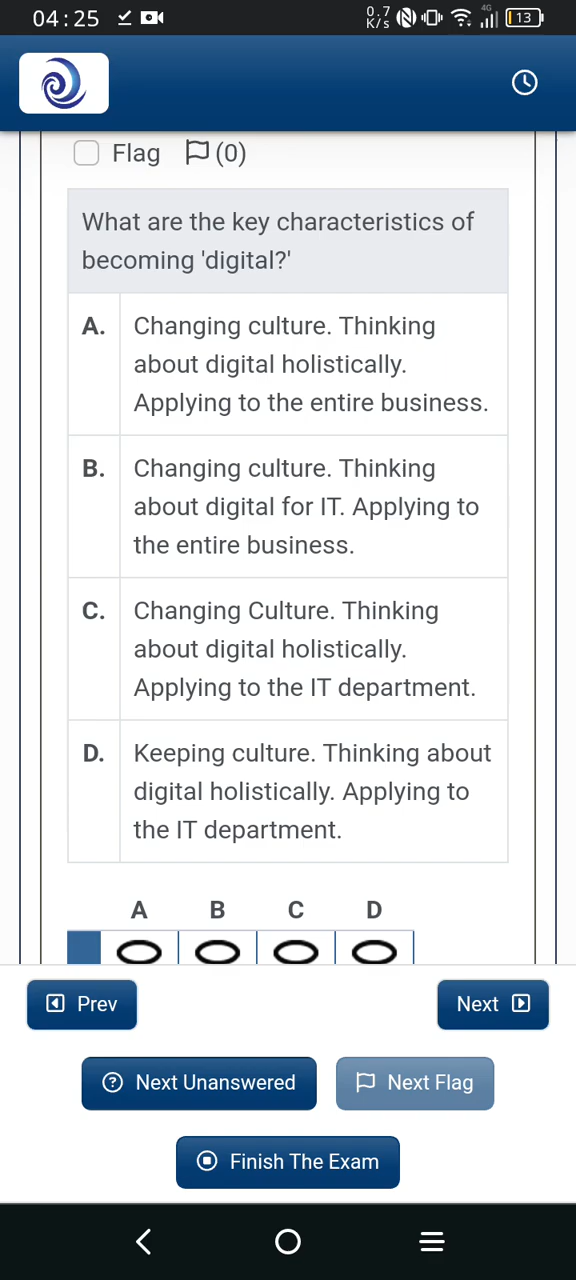 04:25
0.7
K/s
4G
13
Flag (0)
What are the key characteristics of
becoming 'digital?'
A. Changing culture. Thinking
about digital holistically.
Applying to the entire business.
B. Changing culture. Thinking
about digital for IT. Applying to
the entire business.
C. Changing Culture. Thinking
about digital holistically.
Applying to the IT department.
D. Keeping culture. Thinking about
digital holistically. Applying to
the IT department.
A B C D
Prev Next
Next Unanswered Next Flag
Finish The Exam